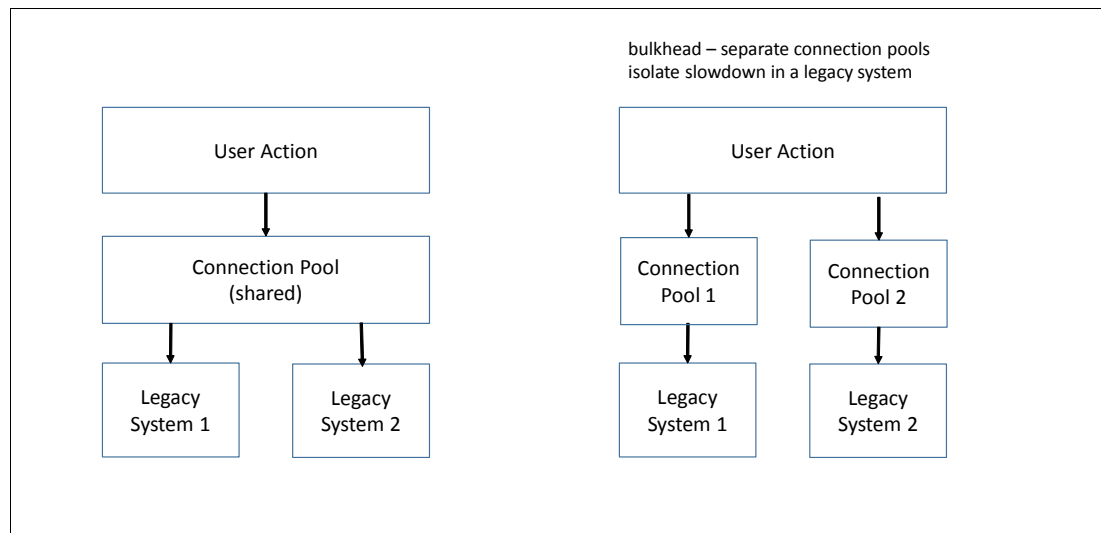 bulkhead – separate connection pools
isolate slowdown in a legacy system
User Action
Connection Pool
(shared)
Legacy
System 1
Legacy
System 2
User Action
Connection
Pool 1
Connection
Pool 2
Legacy
System 1
Legacy
System 2